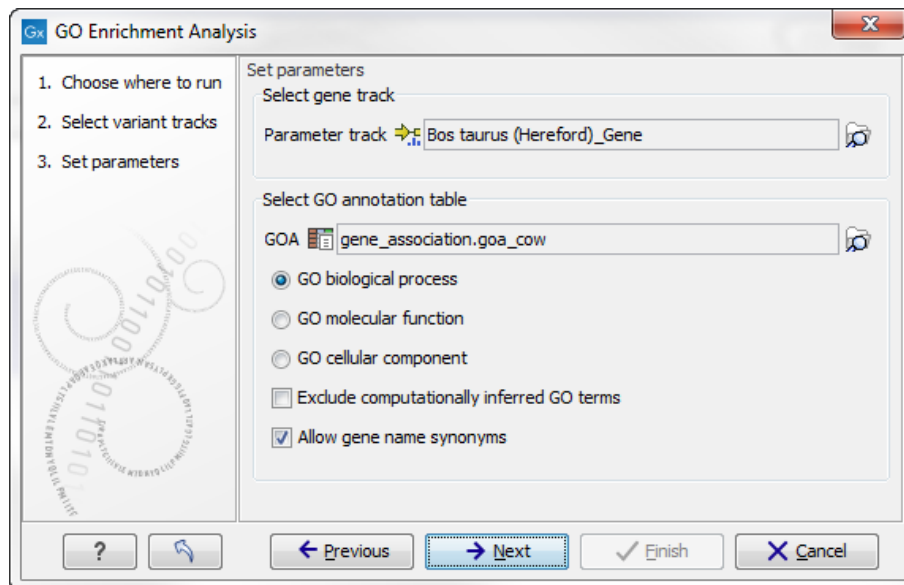 Gx GO Enrichment Analysis
X
1. Choose where to run
2. Select variant tracks
3. Set parameters
Set parameters
Select gene track
Parameter track Bos taurus (Hereford)_Gene
Select GO annotation table
GOA gene_association.goa_cow
GO biological process
GO molecular function
GO cellular component
Exclude computationally inferred GO terms
Allow gene name synonyms
? Previous Next Finish Cancel